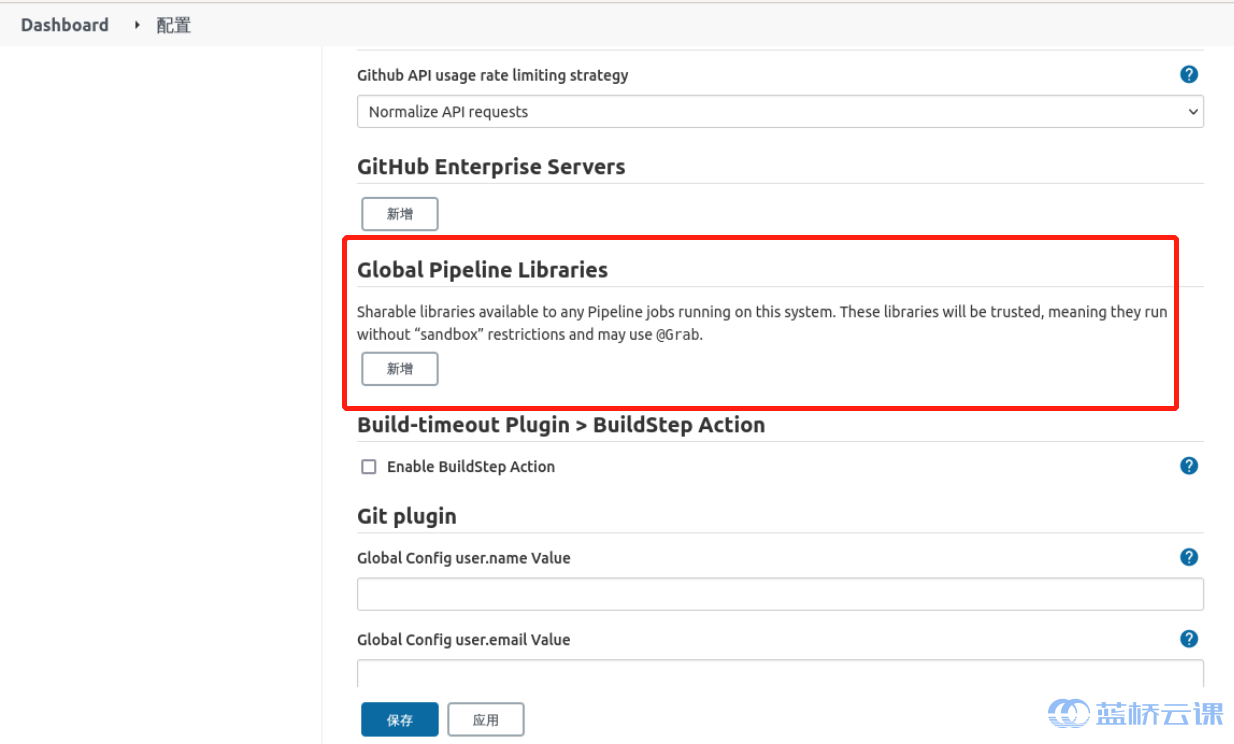 Dashboard 配置
Github API usage rate limiting strategy
Normalize API requests
GitHub Enterprise Servers
新增
Global Pipeline Libraries
Sharable libraries available to any Pipeline jobs running on this system. These libraries will be trusted, meaning they run
without “sandbox” restrictions and may use @Grab.
新增
Build-timeout Plugin > BuildStep Action
Enable BuildStep Action
Git plugin
Global Config user.name Value
Global Config user.email Value
保存 应用
蓝桥云课